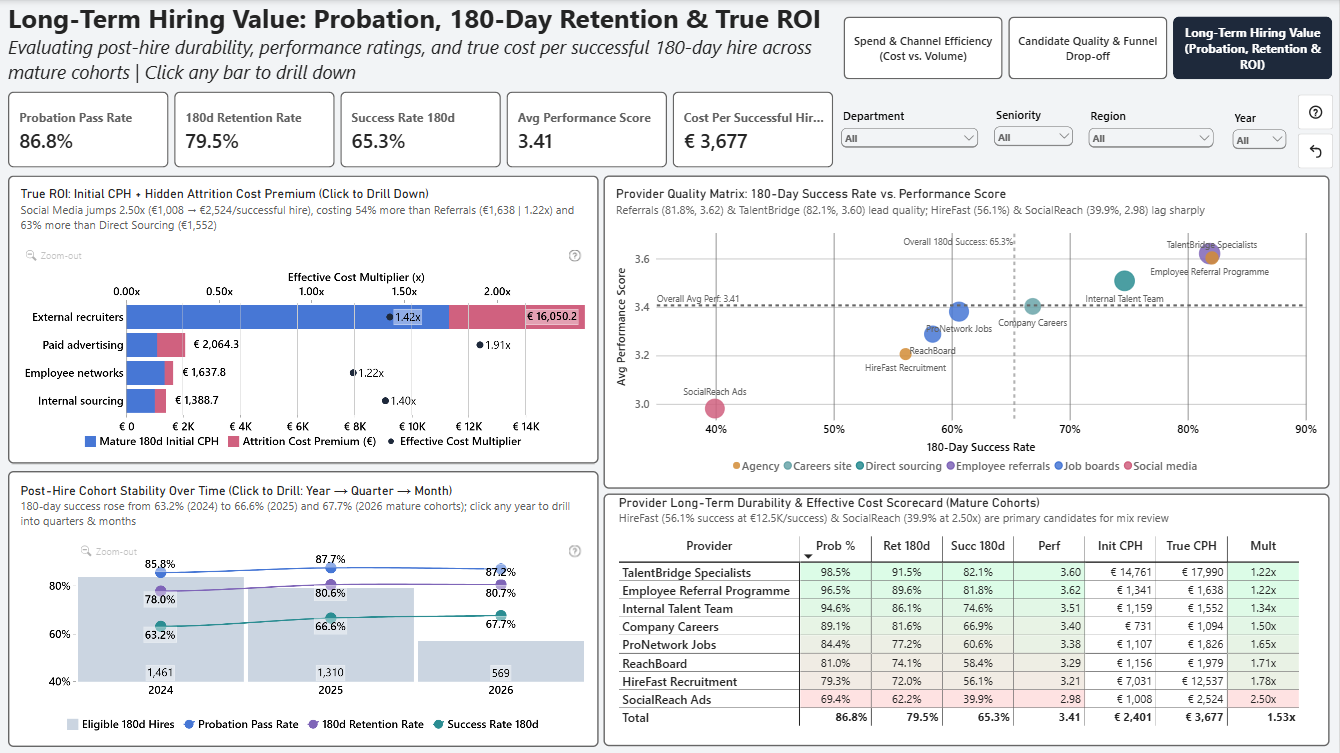 Long-Term Hiring Value: Probation, 180-Day Retention & True ROI
Evaluating post-hire durability, performance ratings, and true cost per successful 180-day hire across
mature cohorts | Click any bar to drill down
Spend & Channel Efficiency
(Cost vs. Volume)
Candidate Quality & Funnel
Drop-off
Long-Term Hiring Value
(Probation, Retention &
ROI)
Probation Pass Rate
86.8%
180d Retention Rate
79.5%
Success Rate 180d
65.3%
Avg Performance Score
3.41
Cost Per Successful Hir...
€ 3,677
Department
All
Seniority
All
Region
All
Year
All
True ROI: Initial CPH + Hidden Attrition Cost Premium (Click to Drill Down)
Social Media jumps 2.50x (€1,008 → €2,524/successful hire), costing 54% more than Referrals (€1,638 | 1.22x) and
63% more than Direct Sourcing (€1,552)
Zoom-out
Effective Cost Multiplier (x)
0.00x 0.50x 1.00x 1.50x 2.00x
External recruiters 1.42x € 16,050.2
Paid advertising € 2,064.3 1.91x
Employee networks € 1,637.8 1.22x
Internal sourcing € 1,388.7 1.40x
€ 0 € 2K € 4K € 6K € 8K € 10K € 12K € 14K
Mature 180d Initial CPH Attrition Cost Premium (€) Effective Cost Multiplier
Provider Quality Matrix: 180-Day Success Rate vs. Performance Score
Referrals (81.8%, 3.62) & TalentBridge (82.1%, 3.60) lead quality; HireFast (56.1%) & SocialReach (39.9%, 2.98) lag sharply
Avg Performance Score
3.6
3.4
3.2
3.0
Overall 180d Success: 65.3%
Overall Avg Perf: 3.41
TalentBridge Specialists
Employee Referral Programme
Internal Talent Team
Company Careers
ProNetwork Jobs
ReachBoard
HireFast Recruitment
SocialReach Ads
40% 50% 60% 70% 80% 90%
180-Day Success Rate
Agency Careers site Direct sourcing Employee referrals Job boards Social media
Post-Hire Cohort Stability Over Time (Click to Drill: Year → Quarter → Month)
180-day success rose from 63.2% (2024) to 66.6% (2025) and 67.7% (2026 mature cohorts); click any year to drill
into quarters & months
Zoom-out
80%
60%
40%
85.8% 87.7% 87.2%
78.0% 80.6% 80.7%
63.2% 66.6% 67.7%
1,461 1,310 569
2024 2025 2026
Eligible 180d Hires Probation Pass Rate 180d Retention Rate Success Rate 180d
Provider Long-Term Durability & Effective Cost Scorecard (Mature Cohorts)
HireFast (56.1% success at €12.5K/success) & SocialReach (39.9% at 2.50x) are primary candidates for mix review
Provider Prob % Ret 180d Succ 180d Perf Init CPH True CPH Mult
TalentBridge Specialists 98.5% 91.5% 82.1% 3.60 € 14,761 € 17,990 1.22x
Employee Referral Programme 96.5% 89.6% 81.8% 3.62 € 1,341 € 1,638 1.22x
Internal Talent Team 94.6% 86.1% 74.6% 3.51 € 1,159 € 1,552 1.34x
Company Careers 89.1% 81.6% 66.9% 3.40 € 731 € 1,094 1.50x
ProNetwork Jobs 84.4% 77.2% 60.6% 3.38 € 1,107 € 1,826 1.65x
ReachBoard 81.0% 74.1% 58.4% 3.29 € 1,156 € 1,979 1.71x
HireFast Recruitment 79.3% 72.0% 56.1% 3.21 € 7,031 € 12,537 1.78x
SocialReach Ads 69.4% 62.2% 39.9% 2.98 € 1,008 € 2,524 2.50x
Total 86.8% 79.5% 65.3% 3.41 € 2,401 € 3,677 1.53x